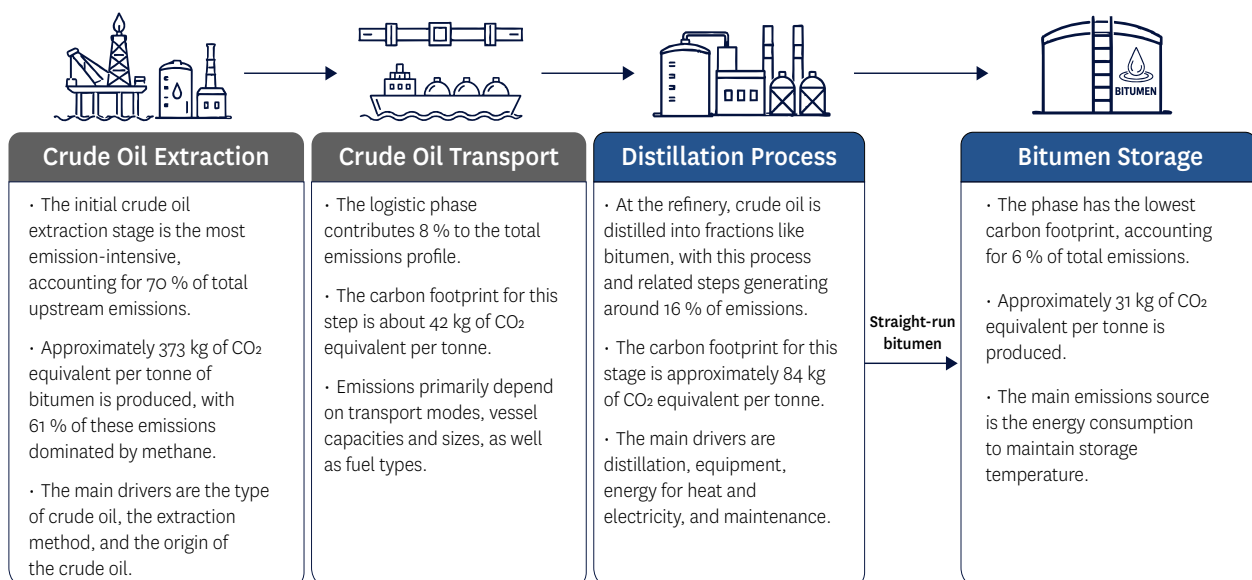 BITUMEN
Crude Oil Extraction
· The initial crude oil
extraction stage is the most
emission-intensive,
accounting for 70 % of total
upstream emissions.
· Approximately 373 kg of CO₂
equivalent per tonne of
bitumen is produced, with
61 % of these emissions
dominated by methane.
· The main drivers are the type
of crude oil, the extraction
method, and the origin of
the crude oil.
Crude Oil Transport
· The logistic phase
contributes 8 % to the total
emissions profile.
· The carbon footprint for this
step is about 42 kg of CO₂
equivalent per tonne.
· Emissions primarily depend
on transport modes, vessel
capacities and sizes, as well
as fuel types.
Distillation Process
· At the refinery, crude oil is
distilled into fractions like
bitumen, with this process
and related steps generating
around 16 % of emissions.
· The carbon footprint for this
stage is approximately 84 kg
of CO₂ equivalent per tonne.
· The main drivers are
distillation, equipment,
energy for heat and
electricity, and maintenance.
Straight-run
bitumen
Bitumen Storage
· The phase has the lowest
carbon footprint, accounting
for 6 % of total emissions.
· Approximately 31 kg of CO₂
equivalent per tonne is
produced.
· The main emissions source
is the energy consumption
to maintain storage
temperature.